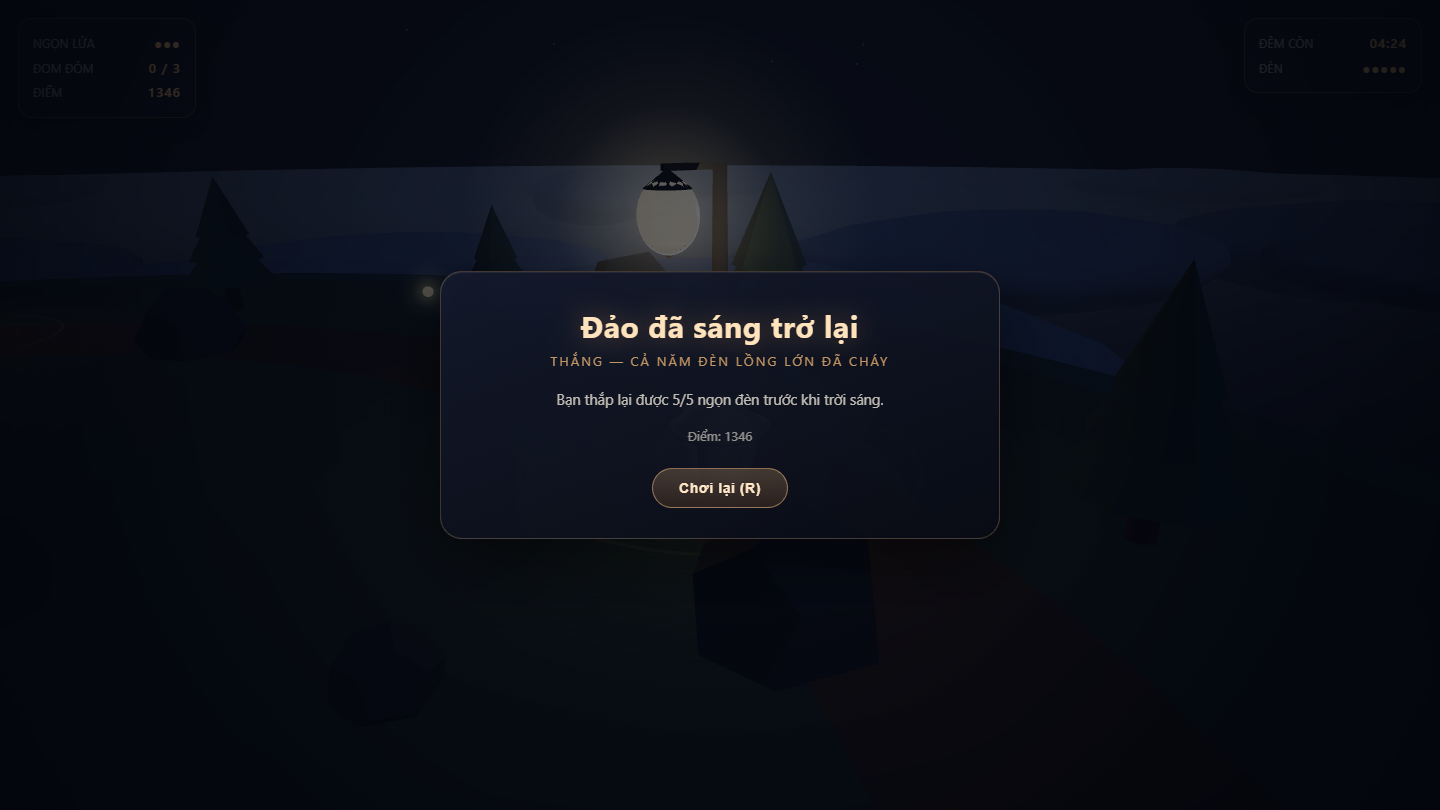 NGỌN LỬA ●●●
ĐOM ĐÓM 0 / 3
ĐIỂM 1346
ĐÊM CÒN 04:24
ĐÈN ●●●●●
Đảo đã sáng trở lại
THẮNG — CẢ NĂM ĐÈN LỒNG LỚN ĐÃ CHÁY
Bạn thắp lại được 5/5 ngọn đèn trước khi trời sáng.
Điểm: 1346
Chơi lại (R)